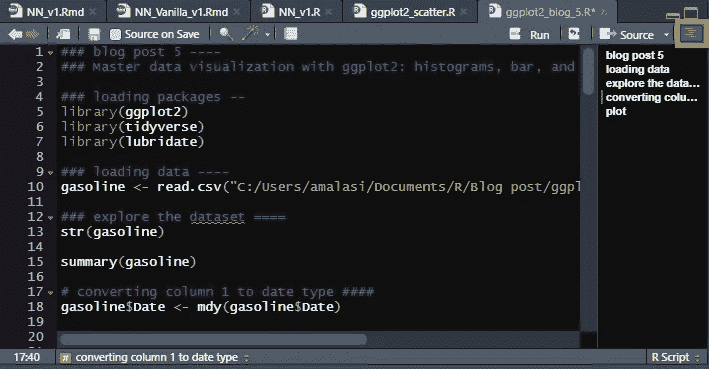 NN_v1.Rmd NN_Vanilla_v1.Rmd NN_v1.R ggplot2_scatter.R ggplot2_blog_5.R*
Source on Save Run Source
1 ### blog post 5 ----
2 ### Master data visualization with ggplot2: histograms, bar, and
3
4 ### loading packages --
5 library(ggplot2)
6 library(tidyverse)
7 library(lubridate)
8
9 ### loading data ----
10 gasoline <- read.csv("C:/Users/amalasi/Documents/R/Blog post/ggpl
11
12 ### explore the dataset ====
13 str(gasoline)
14
15 summary(gasoline)
16
17 # converting column 1 to date type ####
18 gasoline$Date <- mdy(gasoline$Date)
19
20
blog post 5
loading data
explore the data...
converting colu...
plot
17:40 # converting column 1 to date type R Script